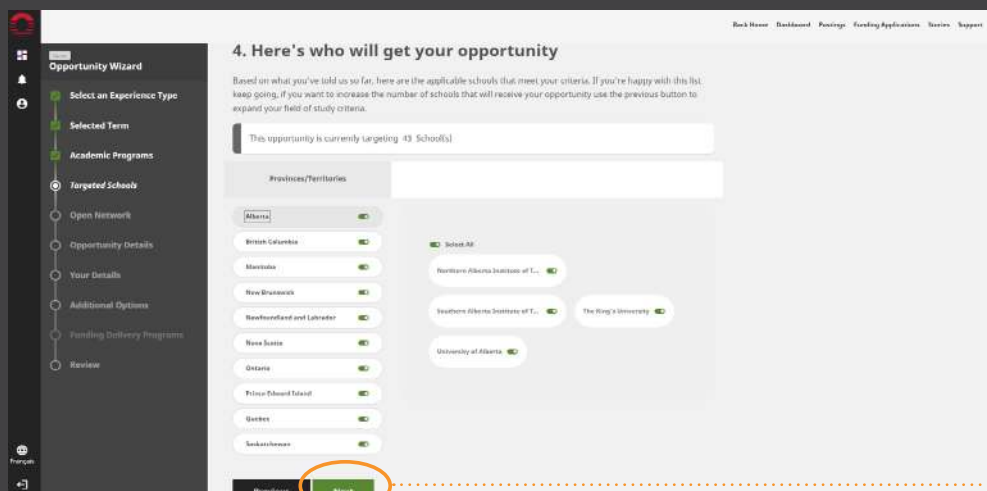 Back Home Dashboard Postings Funding Applications Stories Support
Opportunity Wizard
Select an Experience Type
Selected Term
Academic Programs
Targeted Schools
Open Network
Opportunity Details
Your Details
Additional Options
Funding Delivery Programs
Review
Français
4. Here's who will get your opportunity
Based on what you've told us so far, here are the applicable schools that meet your criteria. If you're happy with this list
keep going, if you want to increase the number of schools that will receive your opportunity use the previous button to
expand your field of study criteria.
This opportunity is currently targeting 43 School(s)
Provinces/Territories
Alberta
British Columbia
Manitoba
New Brunswick
Newfoundland and Labrador
Nova Scotia
Ontario
Prince Edward Island
Quebec
Saskatchewan
Select All
Northern Alberta Institute of T...
Southern Alberta Institute of T...
The King's University
University of Alberta
Previous
Next